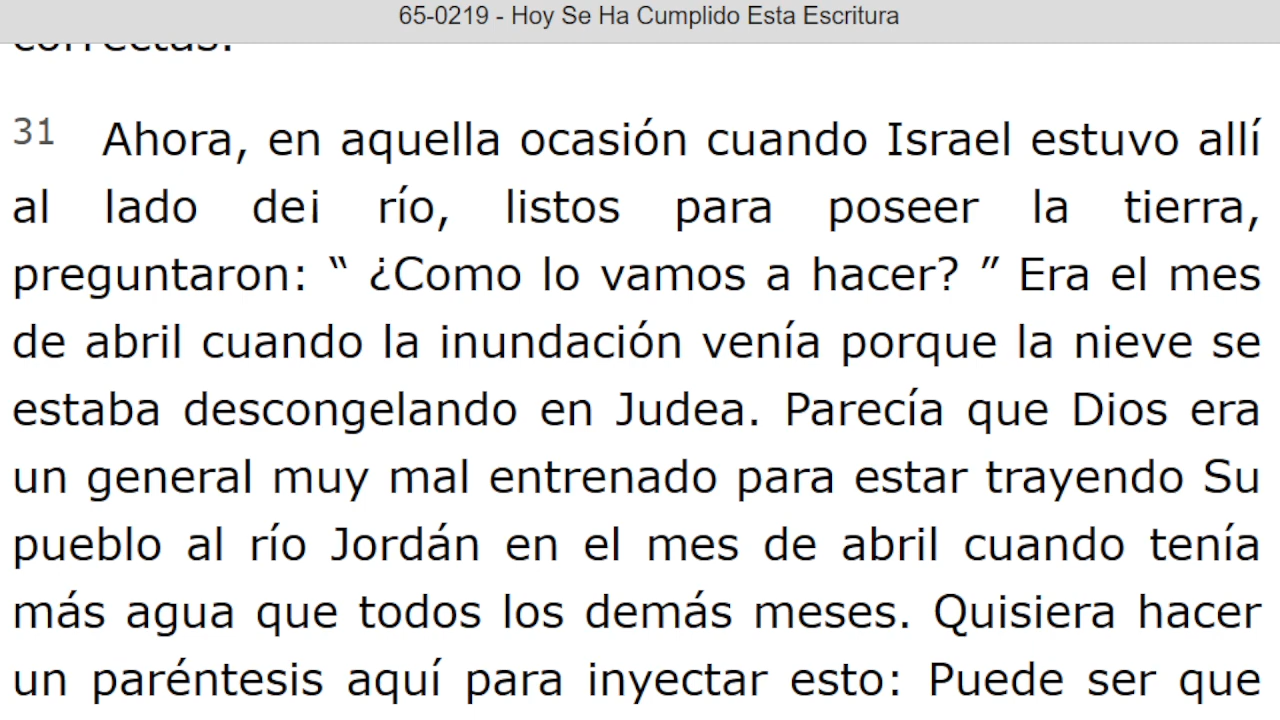 65-0219 - Hoy Se Ha Cumplido Esta Escritura
correctas.
31 Ahora, en aquella ocasión cuando Israel estuvo allí
al lado dei río, listos para poseer la tierra,
preguntaron: “ ¿Como lo vamos a hacer? ” Era el mes
de abril cuando la inundación venía porque la nieve se
estaba descongelando en Judea. Parecía que Dios era
un general muy mal entrenado para estar trayendo Su
pueblo al río Jordán en el mes de abril cuando tenía
más agua que todos los demás meses. Quisiera hacer
un paréntesis aquí para inyectar esto: Puede ser que